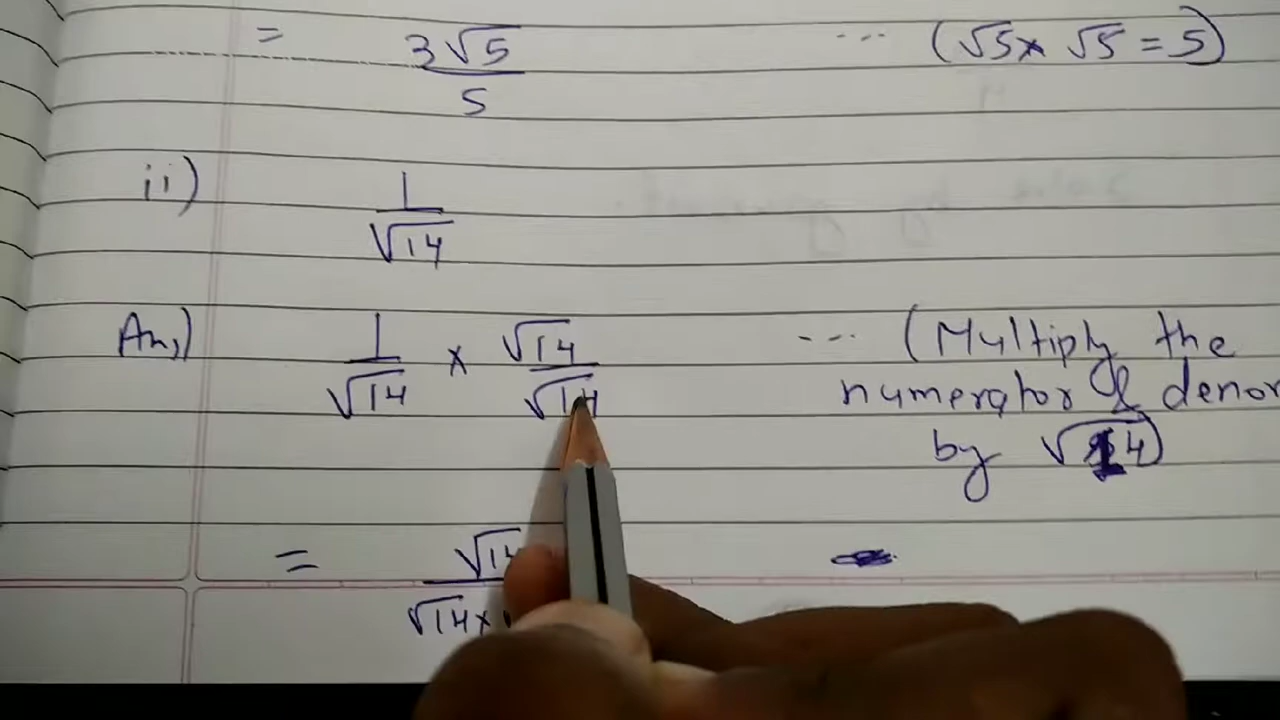 = 3√5/5 ... (√5 × √5 = 5)
ii) 1/√14
Ans) 1/√14 × √14/√14 ... (Multiply the
numerator & denor
by √14)
= √14
√14 ×